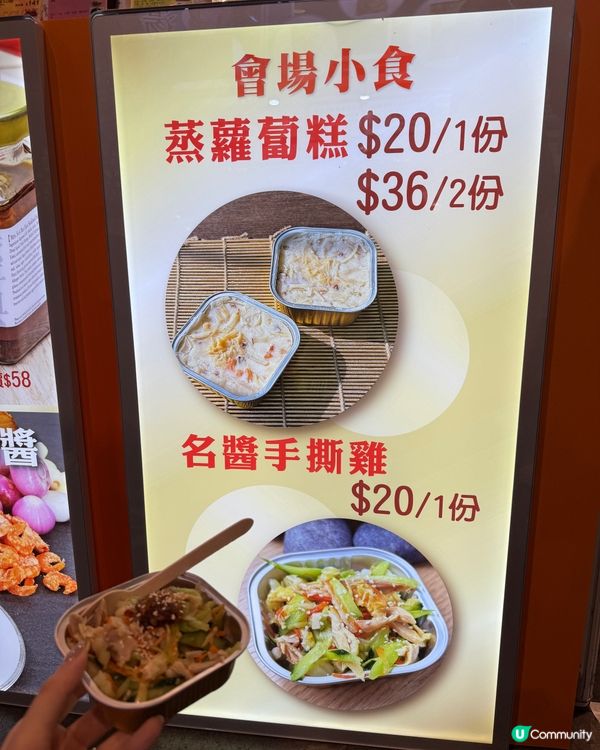 會場小食
蒸蘿蔔糕 $20/1份
$36/2份
名醬手撕雞
$20/1份
$58
醬
U Community